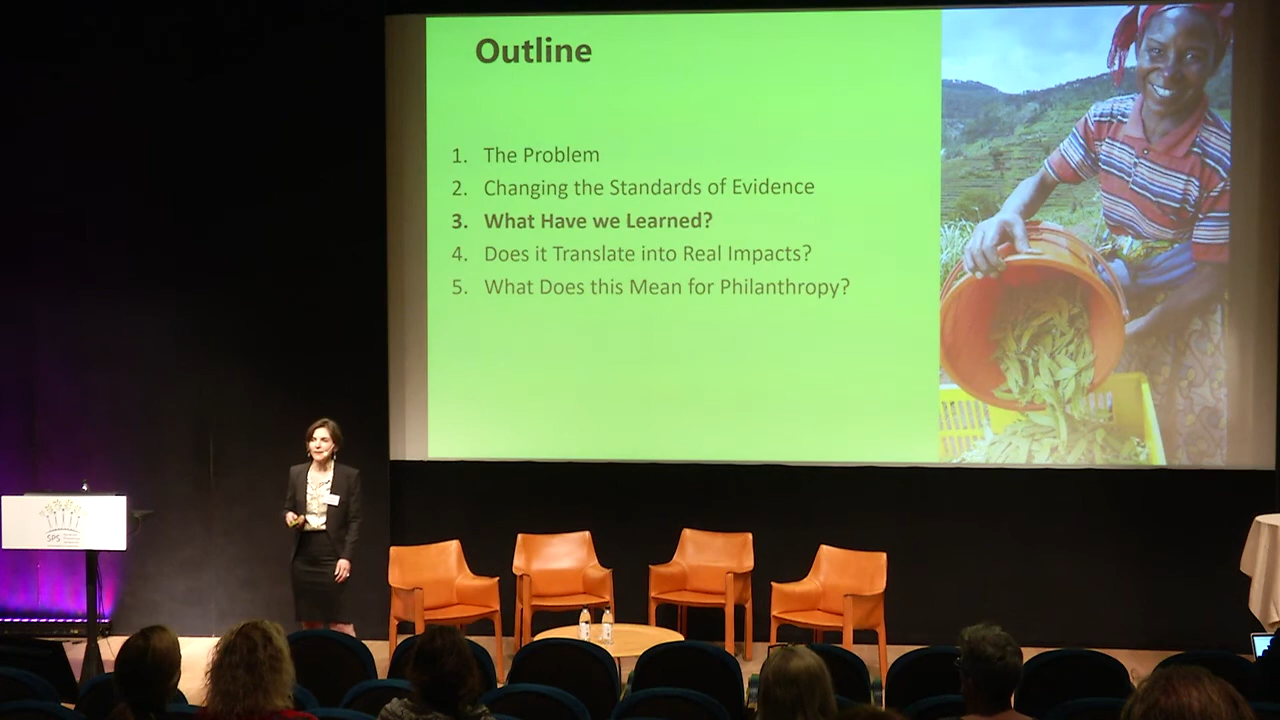 Outline
1. The Problem
2. Changing the Standards of Evidence
3. What Have we Learned?
4. Does it Translate into Real Impacts?
5. What Does this Mean for Philanthropy?
SPS